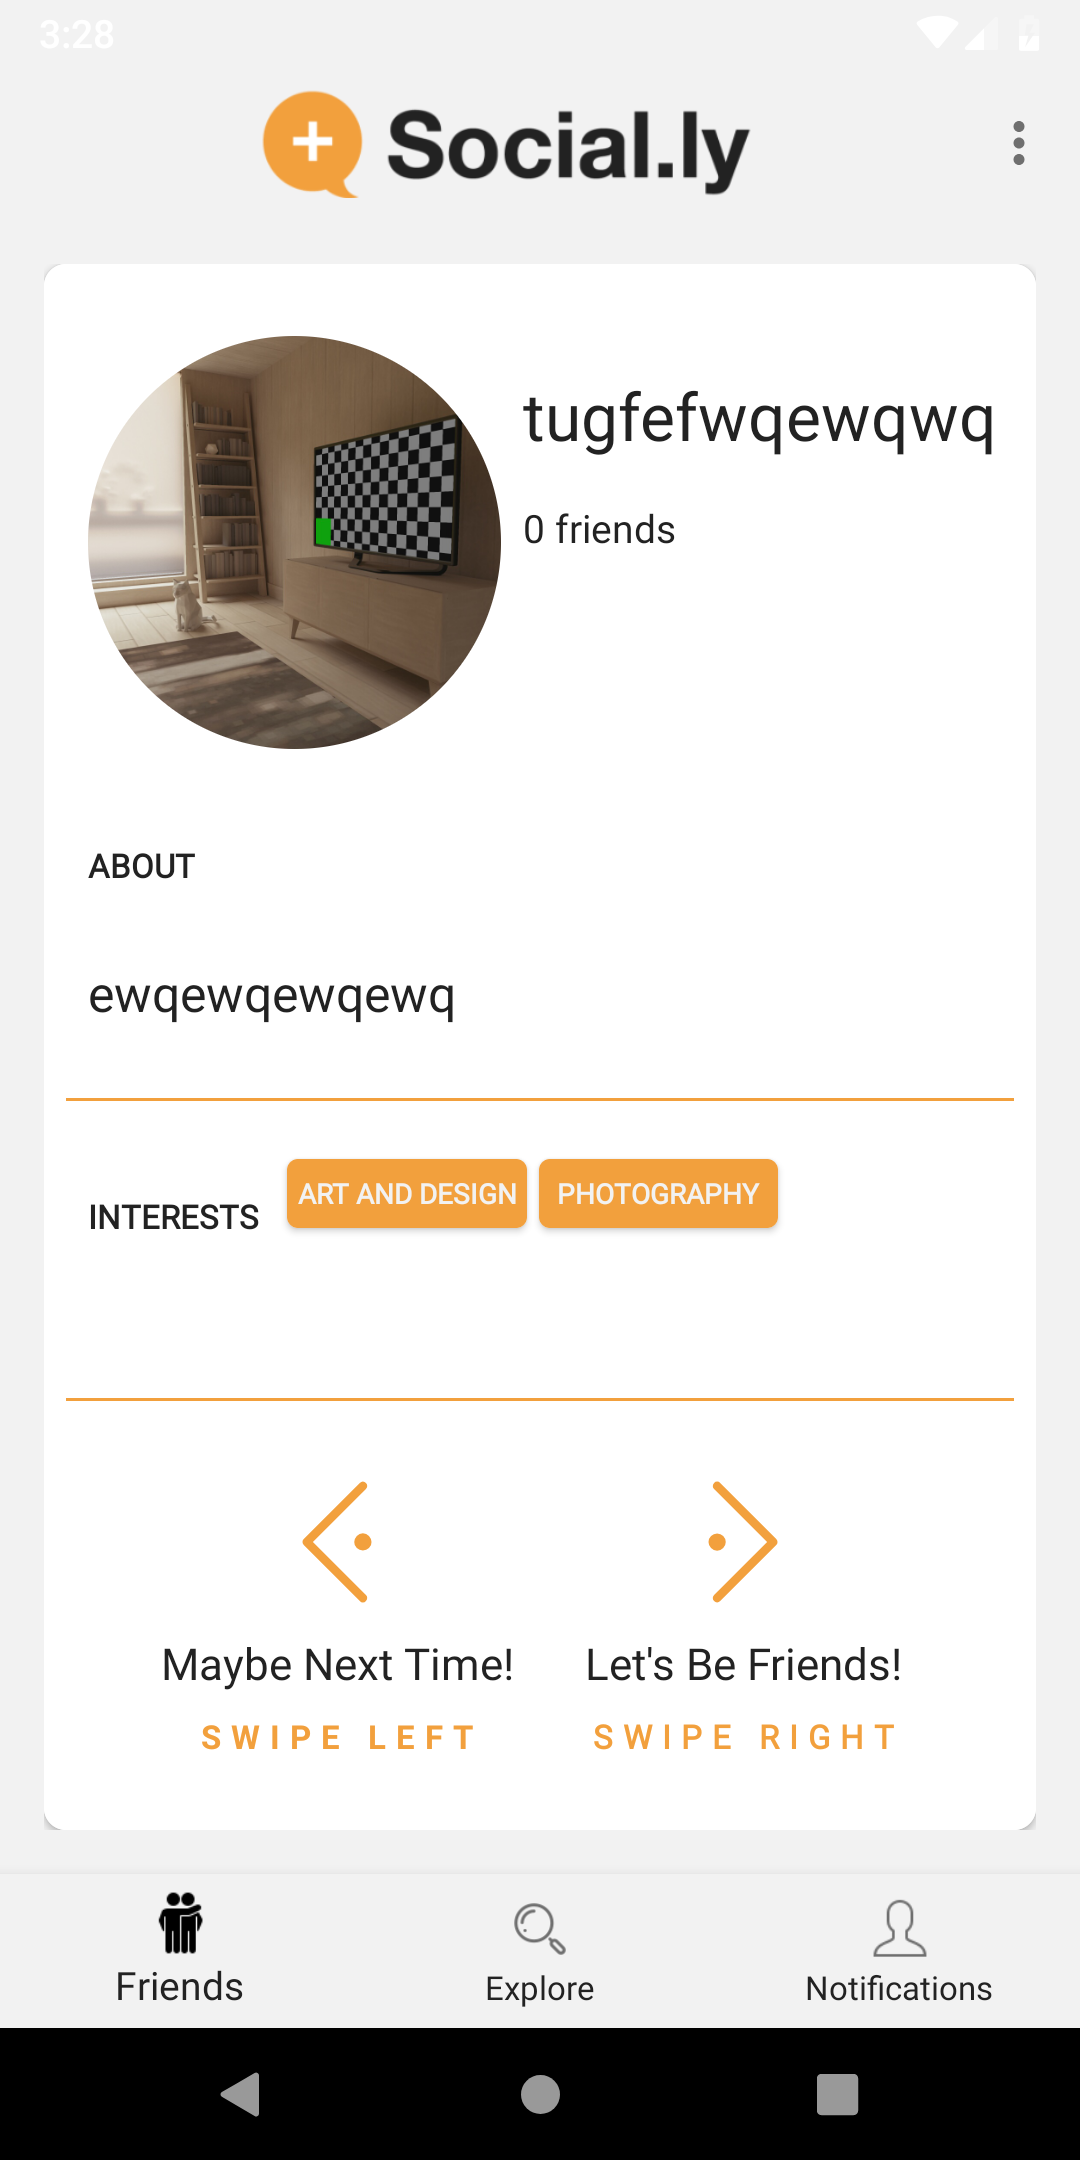 3:28
Social.ly
tugfefwqewqwq
0 friends
ABOUT
ewqewqewqewq
INTERESTS
ART AND DESIGN
PHOTOGRAPHY
Maybe Next Time!
Let's Be Friends!
SWIPE LEFT
SWIPE RIGHT
Friends
Explore
Notifications